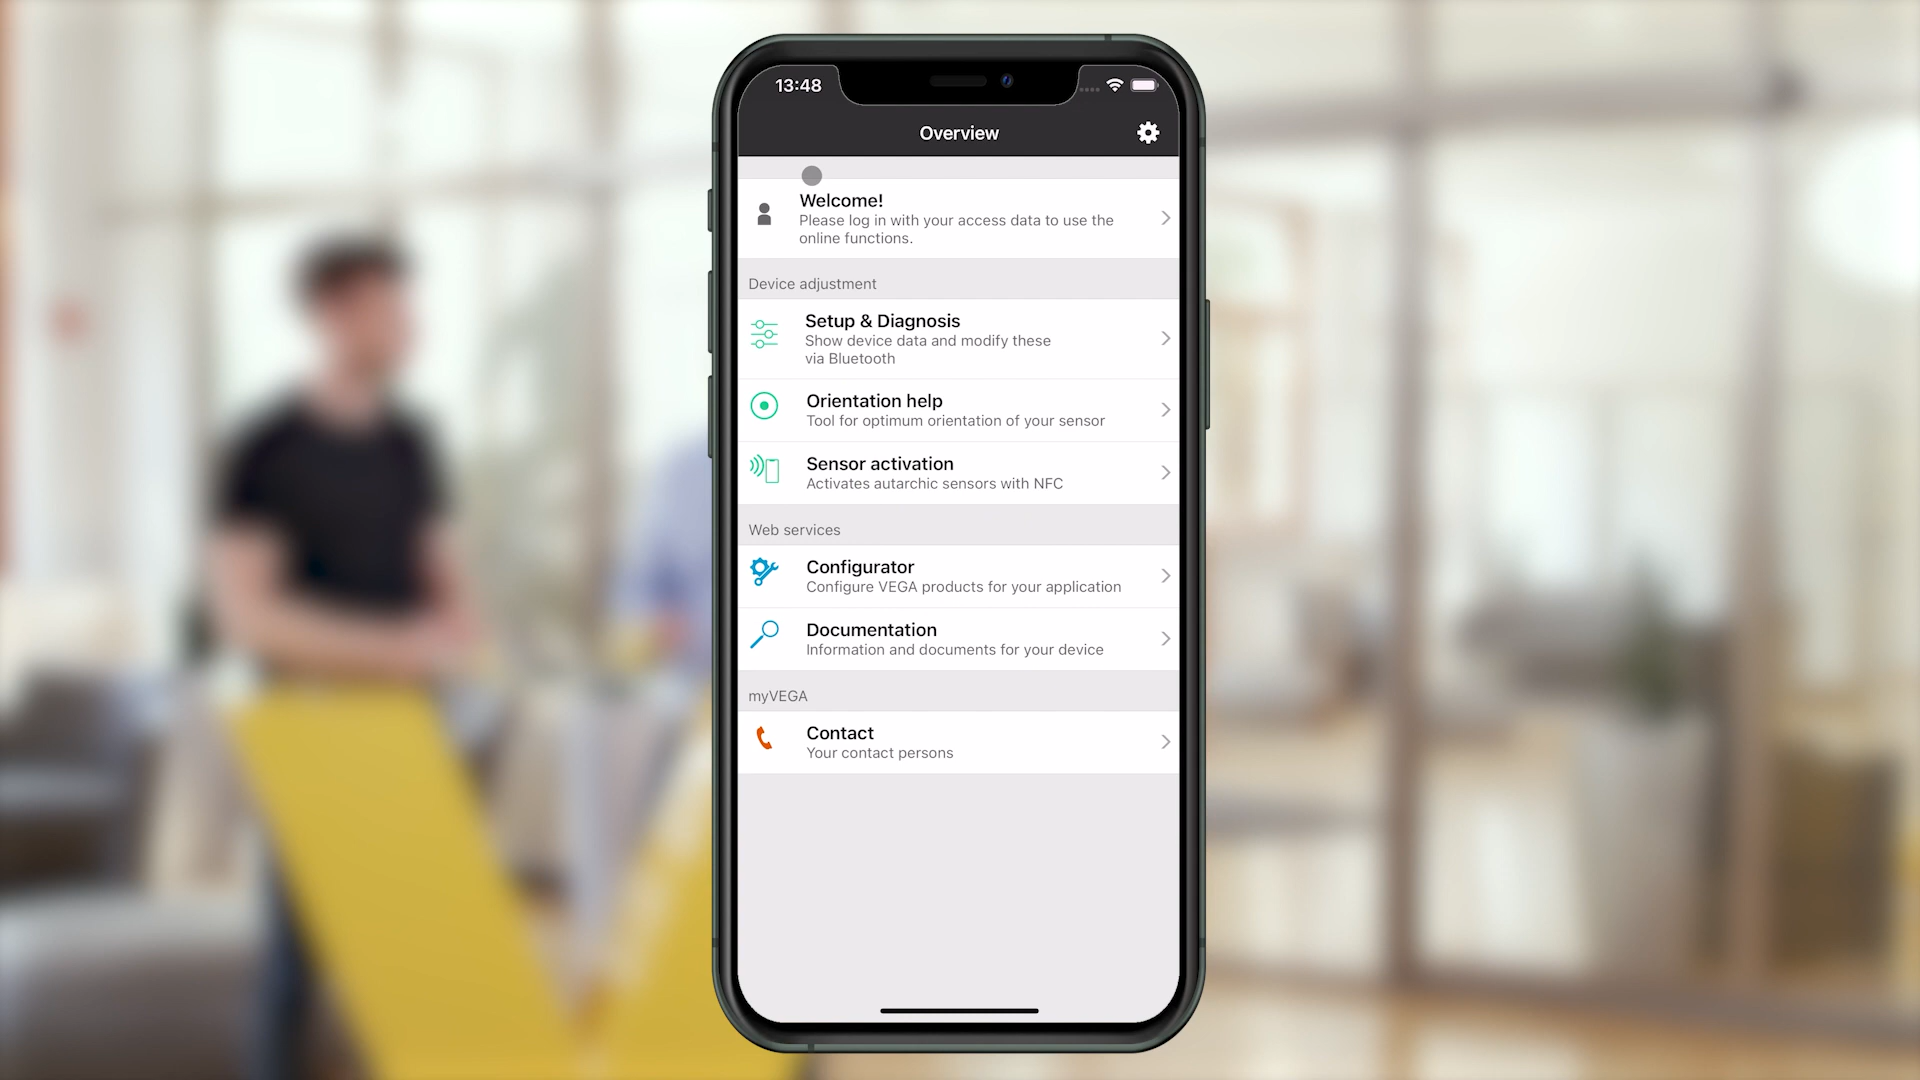 13:48
Overview
Welcome!
Please log in with your access data to use the
online functions.
Device adjustment
Setup & Diagnosis
Show device data and modify these
via Bluetooth
Orientation help
Tool for optimum orientation of your sensor
Sensor activation
Activates autarchic sensors with NFC
Web services
Configurator
Configure VEGA products for your application
Documentation
Information and documents for your device
myVEGA
Contact
Your contact persons